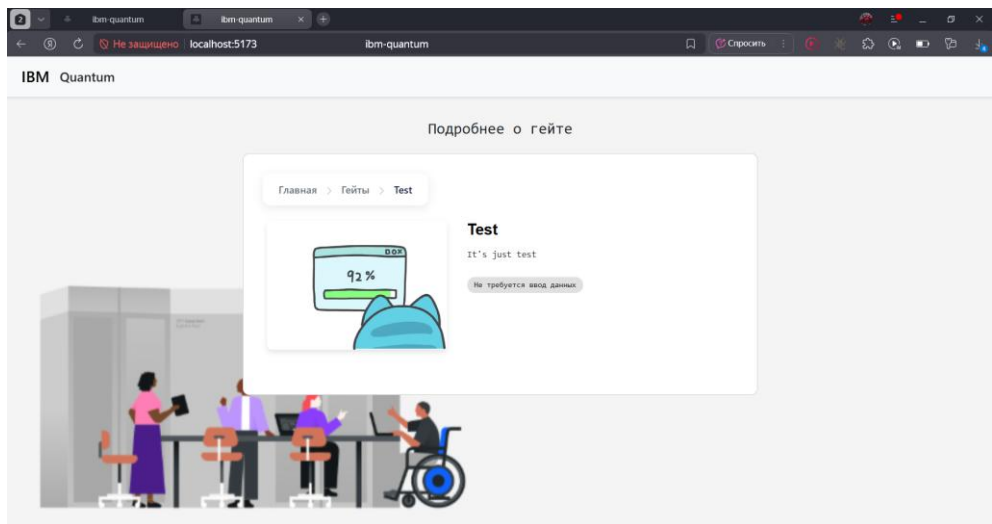 2 ibm-quantum ibm-quantum
Не защищено localhost:5173 ibm-quantum Спросить
IBM Quantum
Подробнее о гейте
Главная > Гейты > Test
Test
It's just test
Не требуется ввод данных
92 %